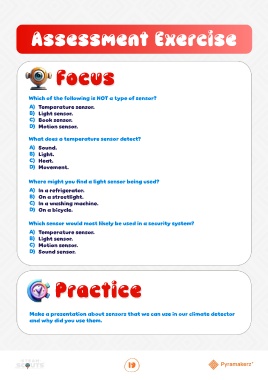 Assessment Exercise
Focus
Which of the following is NOT a type of sensor?
A) Temperature sensor.
B) Light sensor.
C) Book sensor.
D) Motion sensor.
What does a temperature sensor detect?
A) Sound.
B) Light.
C) Heat.
D) Movement.
Where might you find a light sensor being used?
A) In a refrigerator.
B) On a streetlight.
C) In a washing machine.
D) On a bicycle.
Which sensor would most likely be used in a security system?
A) Temperature sensor.
B) Light sensor.
C) Motion sensor.
D) Sound sensor.
Practice
Make a presentation about sensors that we can use in our climate detector
and why did you use them.
19
Pyramakerz